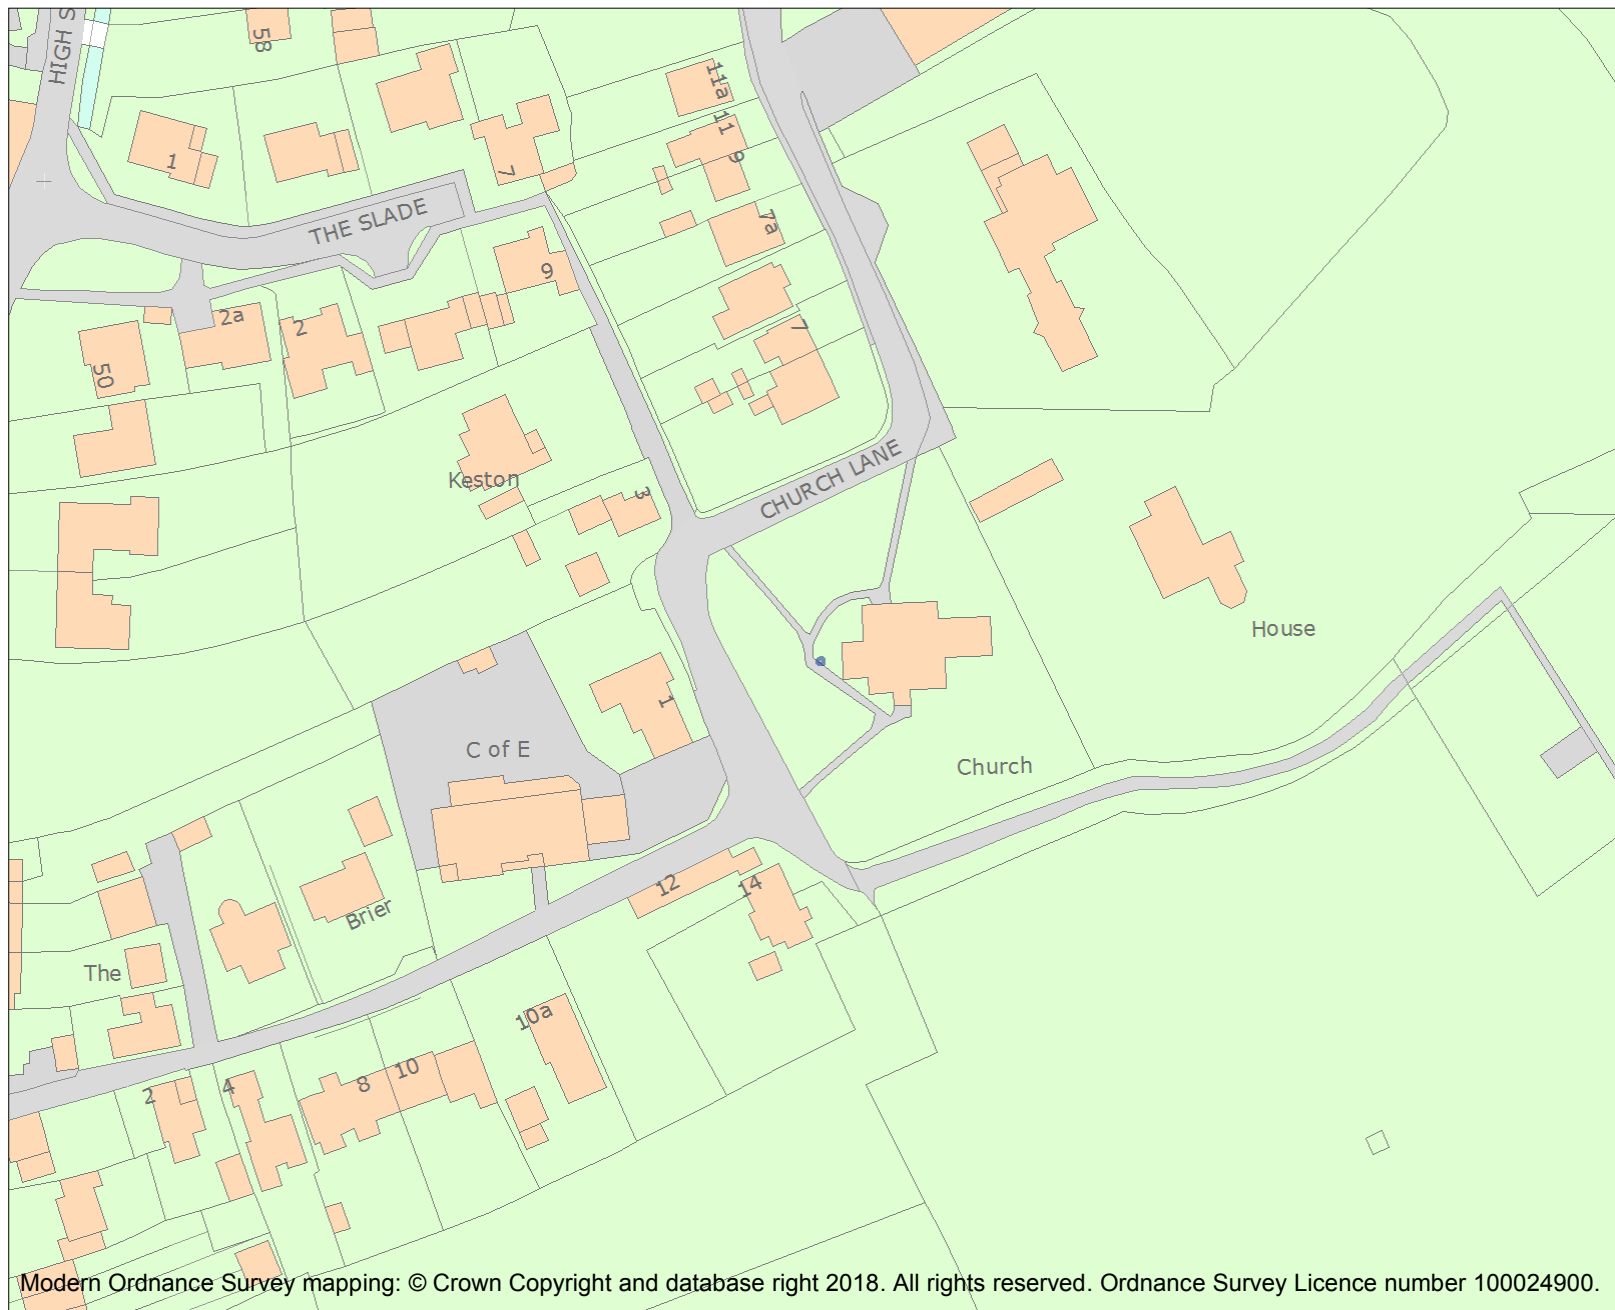 HIGH S
58
11a
11
9
1
7
THE SLADE
7a
9
2a
2
7
50
CHURCH LANE
Keston
3
House
1
C of E
Church
12
14
Brier
The
10a
10
8
4
2
Modern Ordnance Survey mapping: © Crown Copyright and database right 2018. All rights reserved. Ordnance Survey Licence number 100024900.